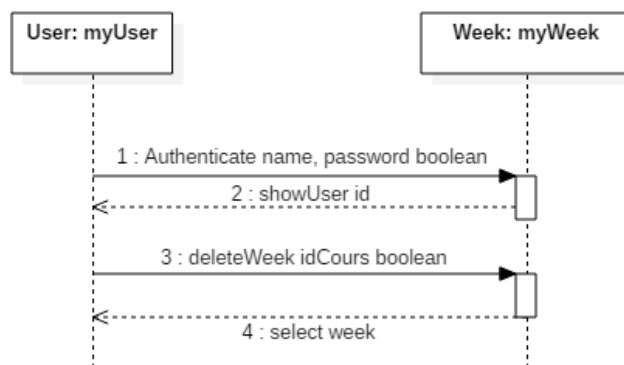 User: myUser
Week: myWeek
1 : Authenticate name, password boolean
2 : showUser id
3 : deleteWeek idCours boolean
4 : select week